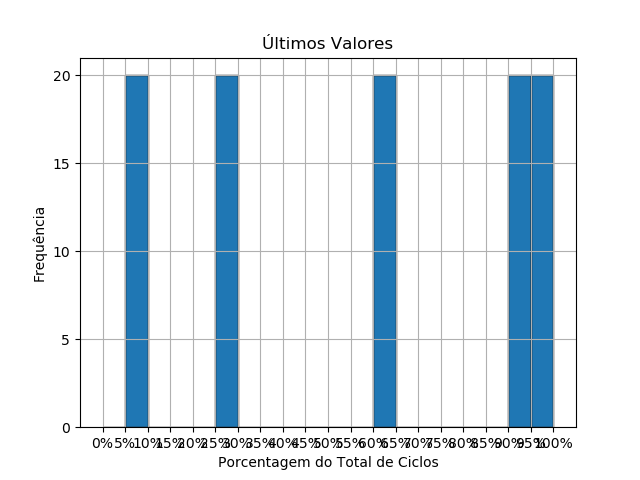 Últimos Valores
Frequência
20
15
10
5
0
0% 5% 10% 15% 20% 25% 30% 35% 40% 45% 50% 55% 60% 65% 70% 75% 80% 85% 90% 95% 100%
Porcentagem do Total de Ciclos